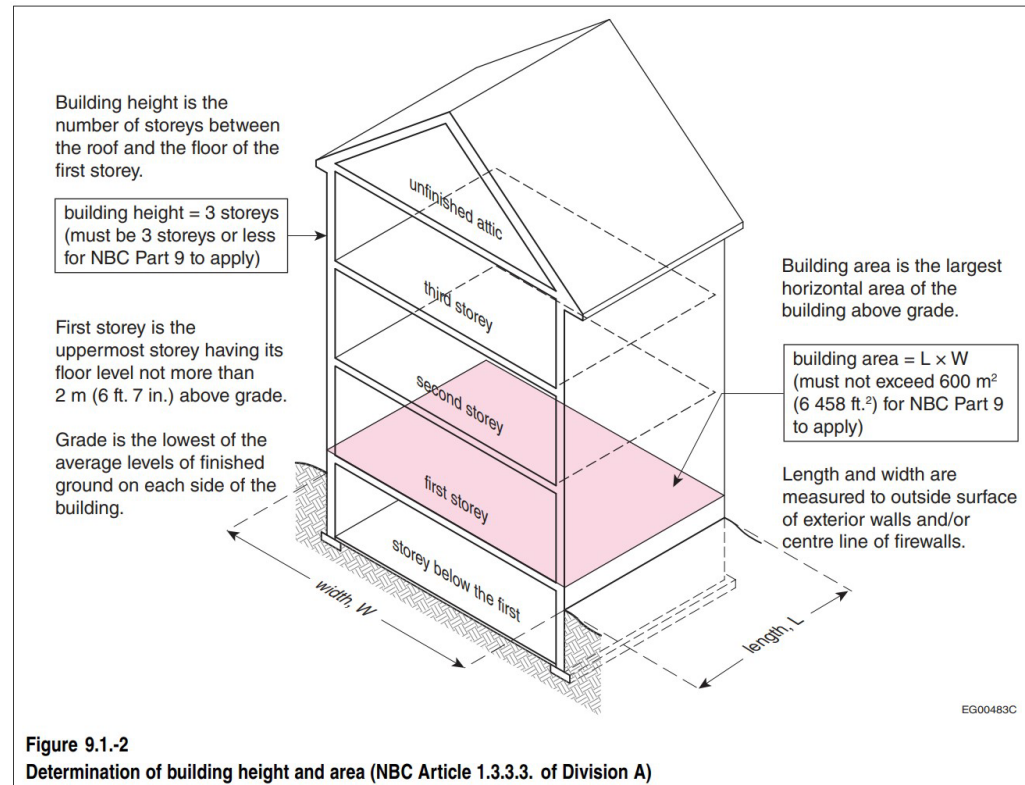 Building height is the
number of storeys between
the roof and the floor of the
first storey.
building height = 3 storeys
(must be 3 storeys or less
for NBC Part 9 to apply)
First storey is the
uppermost storey having its
floor level not more than
2 m (6 ft. 7 in.) above grade.
Grade is the lowest of the
average levels of finished
ground on each side of the
building.
unfinished attic
third storey
second storey
first storey
storey below the first
width, W
length, L
Building area is the largest
horizontal area of the
building above grade.
building area = L × W
(must not exceed 600 m²
(6 458 ft.²) for NBC Part 9
to apply)
Length and width are
measured to outside surface
of exterior walls and/or
centre line of firewalls.
EG00483C
Figure 9.1.-2
Determination of building height and area (NBC Article 1.3.3.3. of Division A)